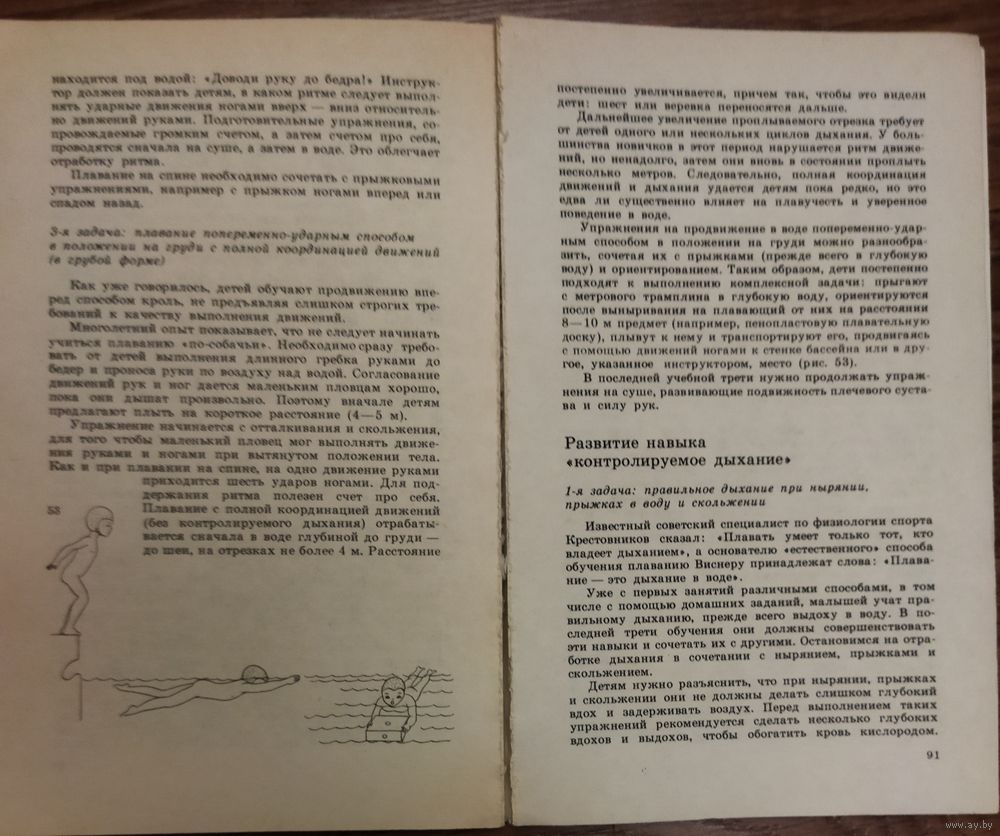 находится под водой: «Доводи руку до бедра!» Инструк-
тор должен показать детям, в каком ритме следует выпол-
нять ударные движения ногами вверх — вниз относитель-
но движений руками. Подготовительные упражнения, со-
провождаемые громким счетом, а затем счетом про себя,
проводятся сначала на суше, а затем в воде. Это облегчает
отработку ритма.
Плавание на спине необходимо сочетать с прыжковыми
упражнениями, например с прыжком ногами вперед или
спадом назад.
3-я задача: плавание попеременно-ударным способом
в положении на груди с полной координацией движений
(в грубой форме)
Как уже говорилось, детей обучают продвижению впе-
ред способом кроль, не предъявляя слишком строгих тре-
бований к качеству выполнения движений.
Многолетний опыт показывает, что не следует начинать
учиться плаванию «по-собачьи». Необходимо сразу требо-
вать от детей выполнения длинного гребка руками до
бедер и проноса руки по воздуху над водой. Согласование
движений рук и ног дается маленьким пловцам хорошо,
пока они дышат произвольно. Поэтому вначале детям
предлагают плыть на короткое расстояние (4—5 м).
Упражнение начинается с отталкивания и скольжения,
для того чтобы маленький пловец мог выполнять движе-
ния руками и ногами при вытянутом положении тела.
Как и при плавании на спине, на одно движение руками
приходится шесть ударов ногами. Для под-
держания ритма полезен счет про себя.
53
Плавание с полной координацией движений
(без контролируемого дыхания) отрабаты-
вается сначала в воде глубиной до груди —
до шеи, на отрезках не более 4 м. Расстояние
постепенно увеличивается, причем так, чтобы это видели
дети: шест или веревка переносятся дальше.
Дальнейшее увеличение проплываемого отрезка требует
от детей одного или нескольких циклов дыхания. У боль-
шинства новичков в этот период нарушается ритм движе-
ний, но ненадолго, затем они вновь в состоянии проплыть
несколько метров. Следовательно, полная координация
движений и дыхания удается детям пока редко, но это
едва ли существенно влияет на плавучесть и уверенное
поведение в воде.
Упражнения на продвижение в воде попеременно-удар-
ным способом в положении на груди можно разнообра-
зить, сочетая их с прыжками (прежде всего в глубокую
воду) и ориентированием. Таким образом, дети постепенно
подходят к выполнению комплексной задачи: прыгают
с метрового трамплина в глубокую воду, ориентируются
после выныривания на плавающий от них на расстоянии
8—10 м предмет (например, пенопластовую плавательную
доску), плывут к нему и транспортируют его, продвигаясь
с помощью движений ногами к стенке бассейна или в дру-
гое, указанное инструктором, место (рис. 53).
В последней учебной трети нужно продолжать упраж-
нения на суше, развивающие подвижность плечевого суста-
ва и силу рук.
Развитие навыка
«контролируемое дыхание»
1-я задача: правильное дыхание при нырянии,
прыжках в воду и скольжении
Известный советский специалист по физиологии спорта
Крестовников сказал: «Плавать умеет только тот, кто
владеет дыханием», а основателю «естественного» способа
обучения плаванию Виснеру принадлежат слова: «Плава-
ние — это дыхание в воде».
Уже с первых занятий различными способами, в том
числе с помощью домашних заданий, малышей учат пра-
вильному дыханию, прежде всего выдоху в воду. В по-
следней трети обучения они должны совершенствовать
эти навыки и сочетать их с другими. Остановимся на отра-
ботке дыхания в сочетании с нырянием, прыжками и
скольжением.
Детям нужно разъяснить, что при нырянии, прыжках
и скольжении они не должны делать слишком глубокий
вдох и задерживать воздух. Перед выполнением таких
упражнений рекомендуется сделать несколько глубоких
вдохов и выдохов, чтобы обогатить кровь кислородом.
91
www.ay.by